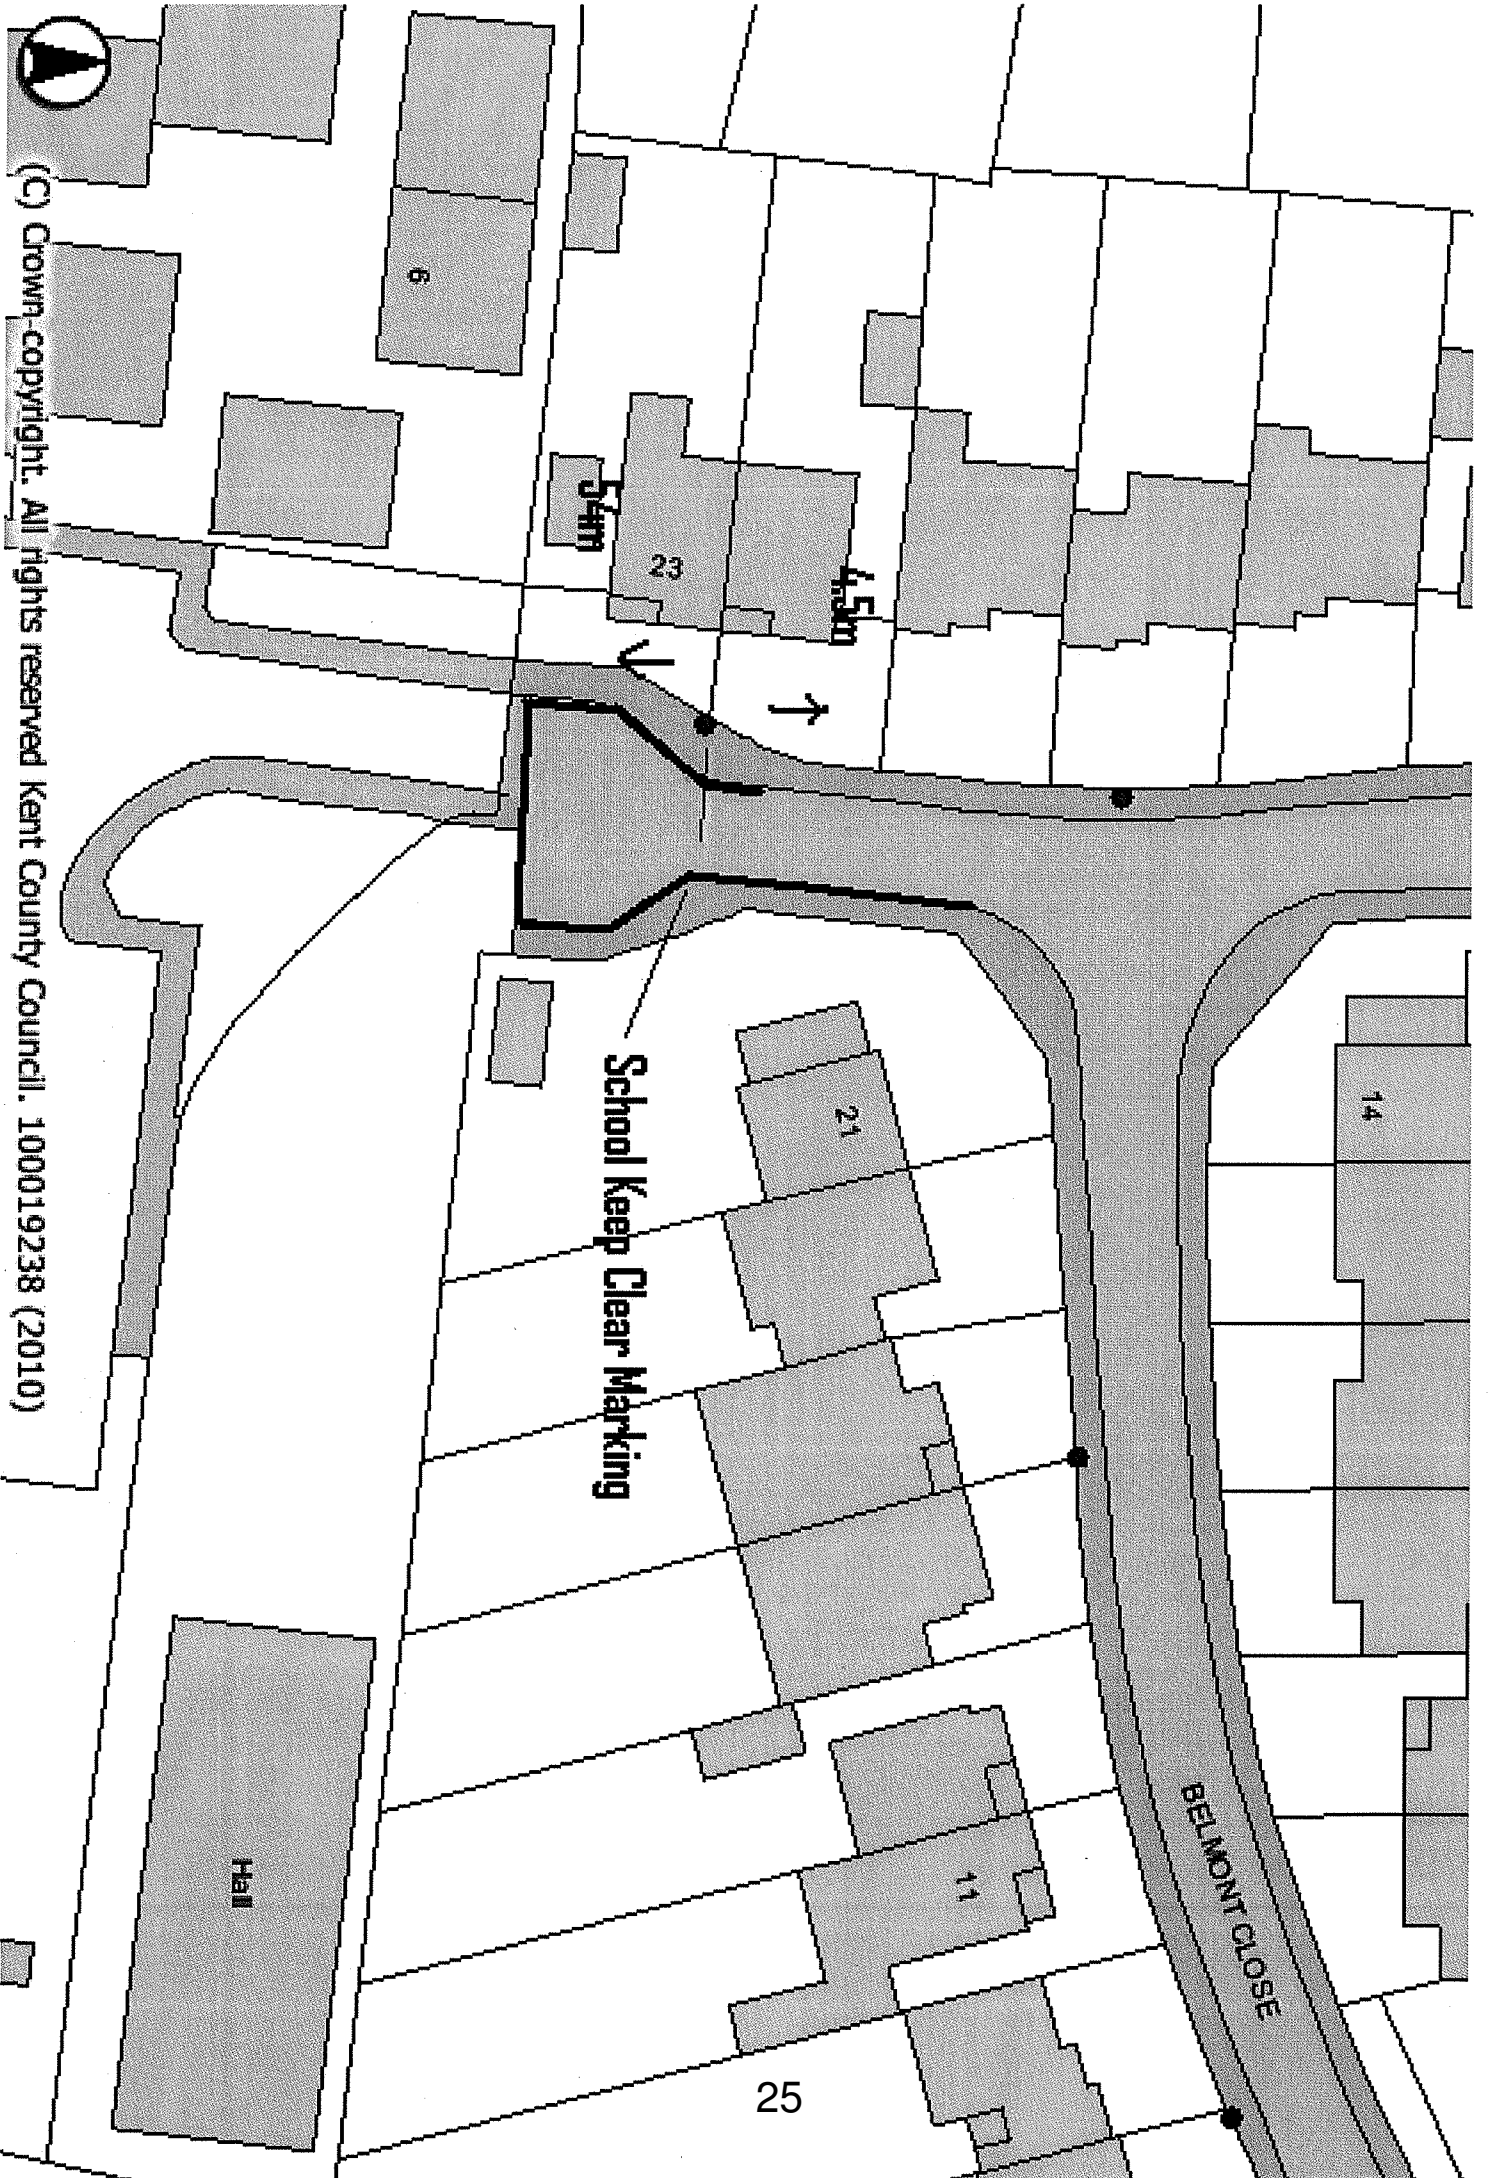 6
5.4m
23
4.5m
21
14
School Keep Clear Marking
11
BELMONT CLOSE
Hall
(C) Crown copyright. All rights reserved Kent County Council. 100019238 (2010)
25